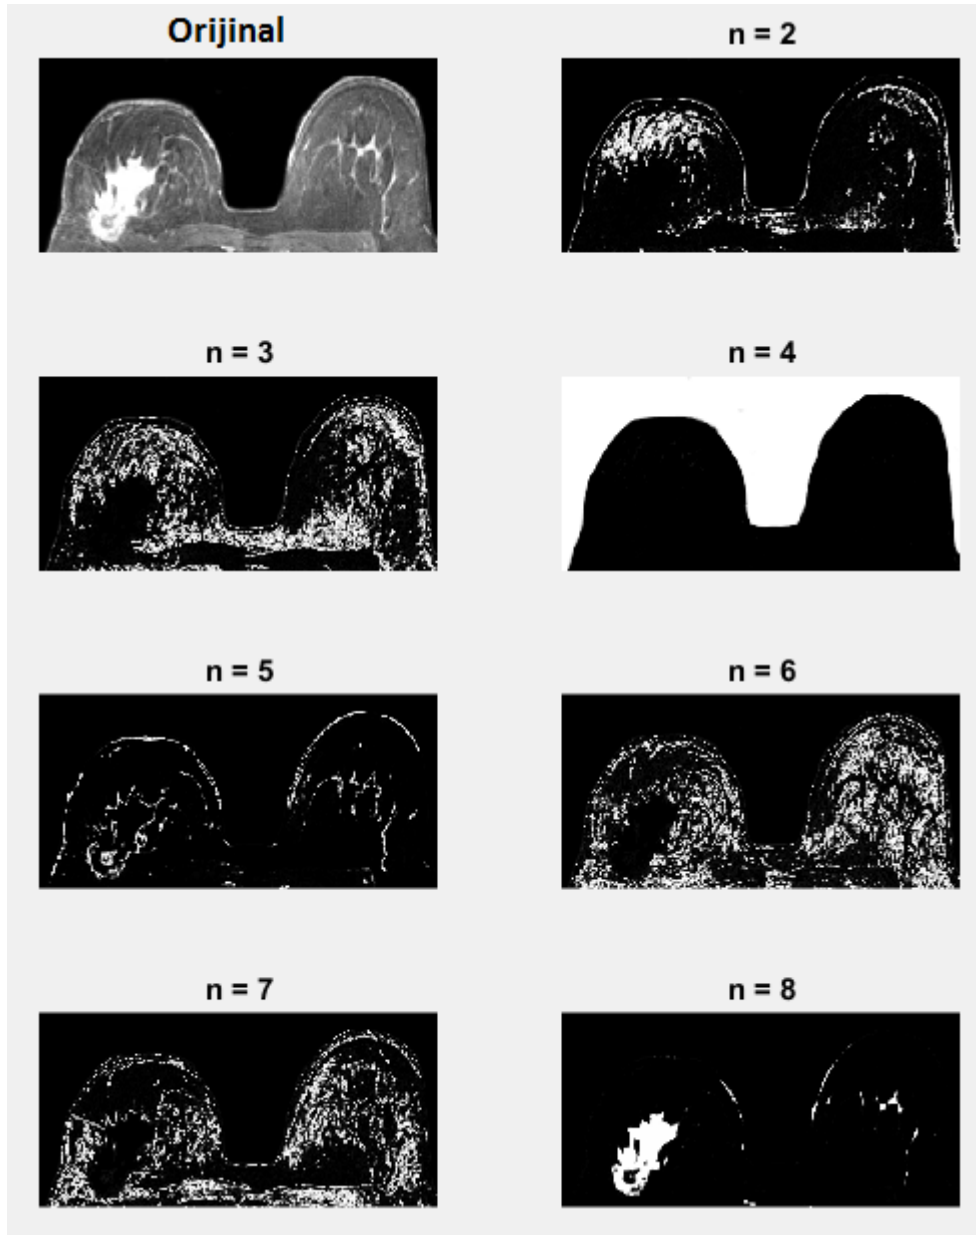 Orijinal
n = 2
n = 3
n = 4
n = 5
n = 6
n = 7
n = 8